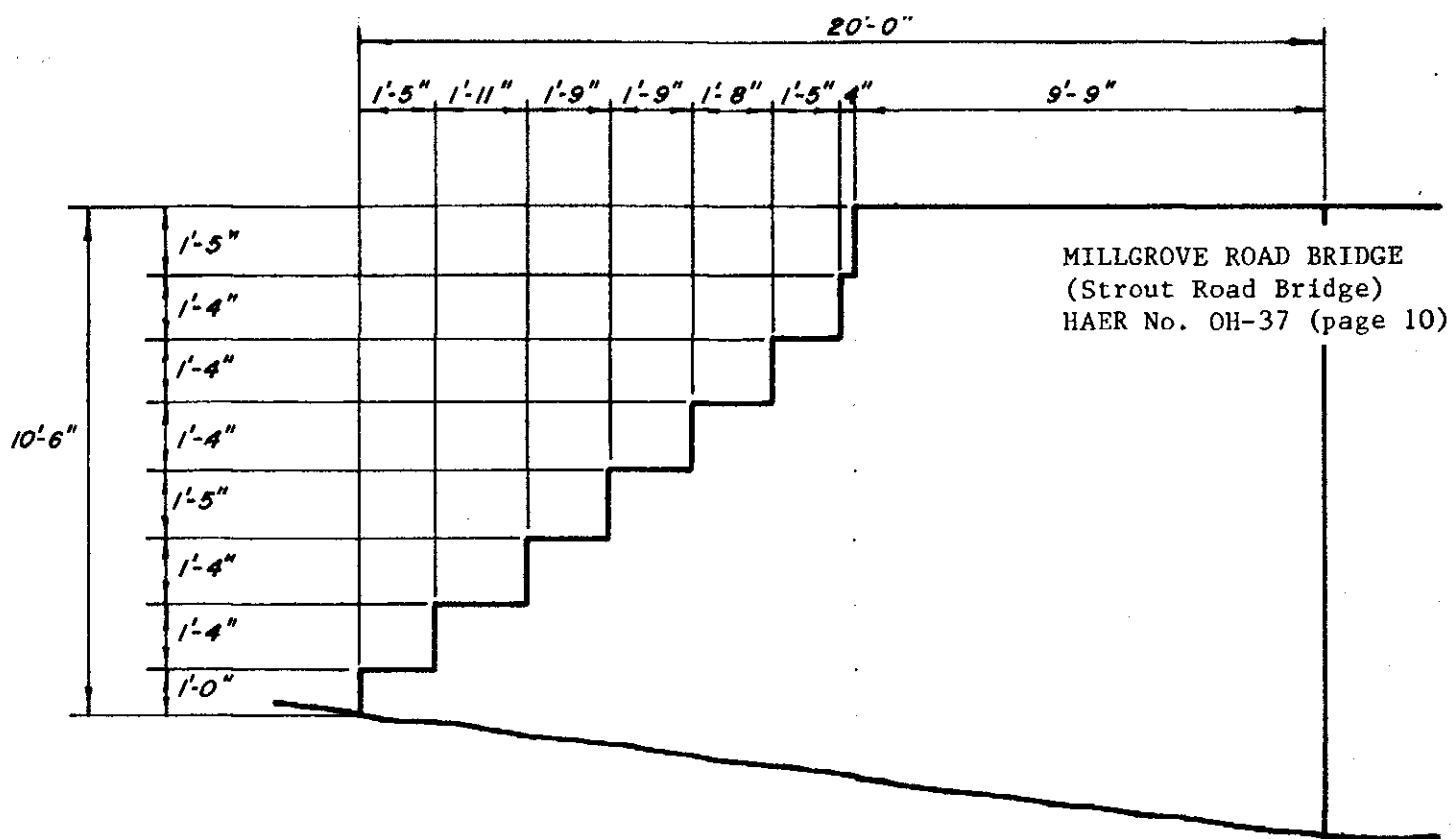 20'-0"
1'-5" 1'-11" 1'-9" 1'-9" 1'-8" 1'-5" 4" 9'-9"
1'-5"
MILLGROVE ROAD BRIDGE
(Strout Road Bridge)
HAER No. OH-37 (page 10)
1'-4"
1'-4"
10'-6"
1'-4"
1'-5"
1'-4"
1'-4"
1'-0"